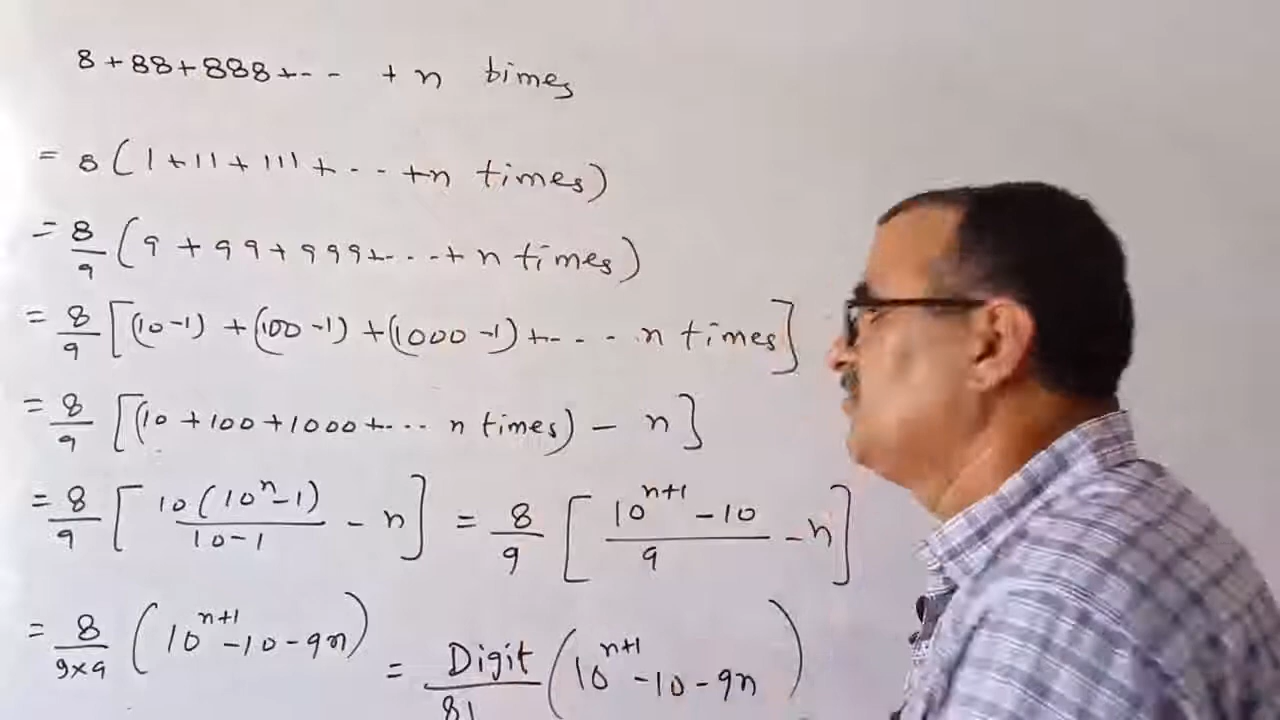 8 + 88 + 888 + - - + n times
= 8 ( 1 + 11 + 111 + - - - + n times )
= 8/9 ( 9 + 99 + 999 + - - - + n times )
= 8/9 [ (10 - 1) + (100 - 1) + (1000 - 1) + - - - n times ]
= 8/9 [ (10 + 100 + 1000 + - - - n times) - n ]
= 8/9 [ 10 (10^n - 1) / 10 - 1 - n ] = 8/9 [ 10^n+1 - 10 / 9 - n ]
= 8/9×9 ( 10^n+1 - 10 - 9n ) = Digit/81 ( 10^n+1 - 10 - 9n )